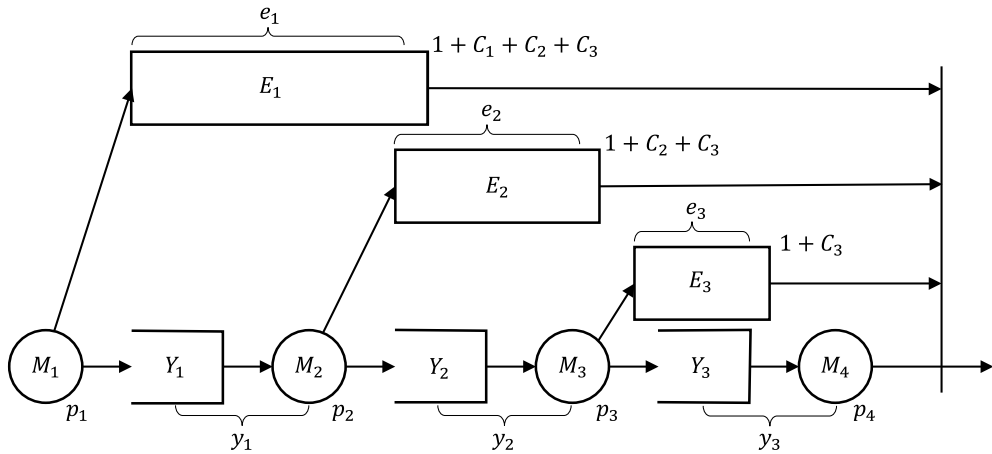 e₁
1 + C₁ + C₂ + C₃
E₁
e₂
1 + C₂ + C₃
E₂
e₃
1 + C₃
E₃
M₁ Y₁ M₂ Y₂ M₃ Y₃ M₄
p₁ p₂ p₃ p₄
y₁ y₂ y₃